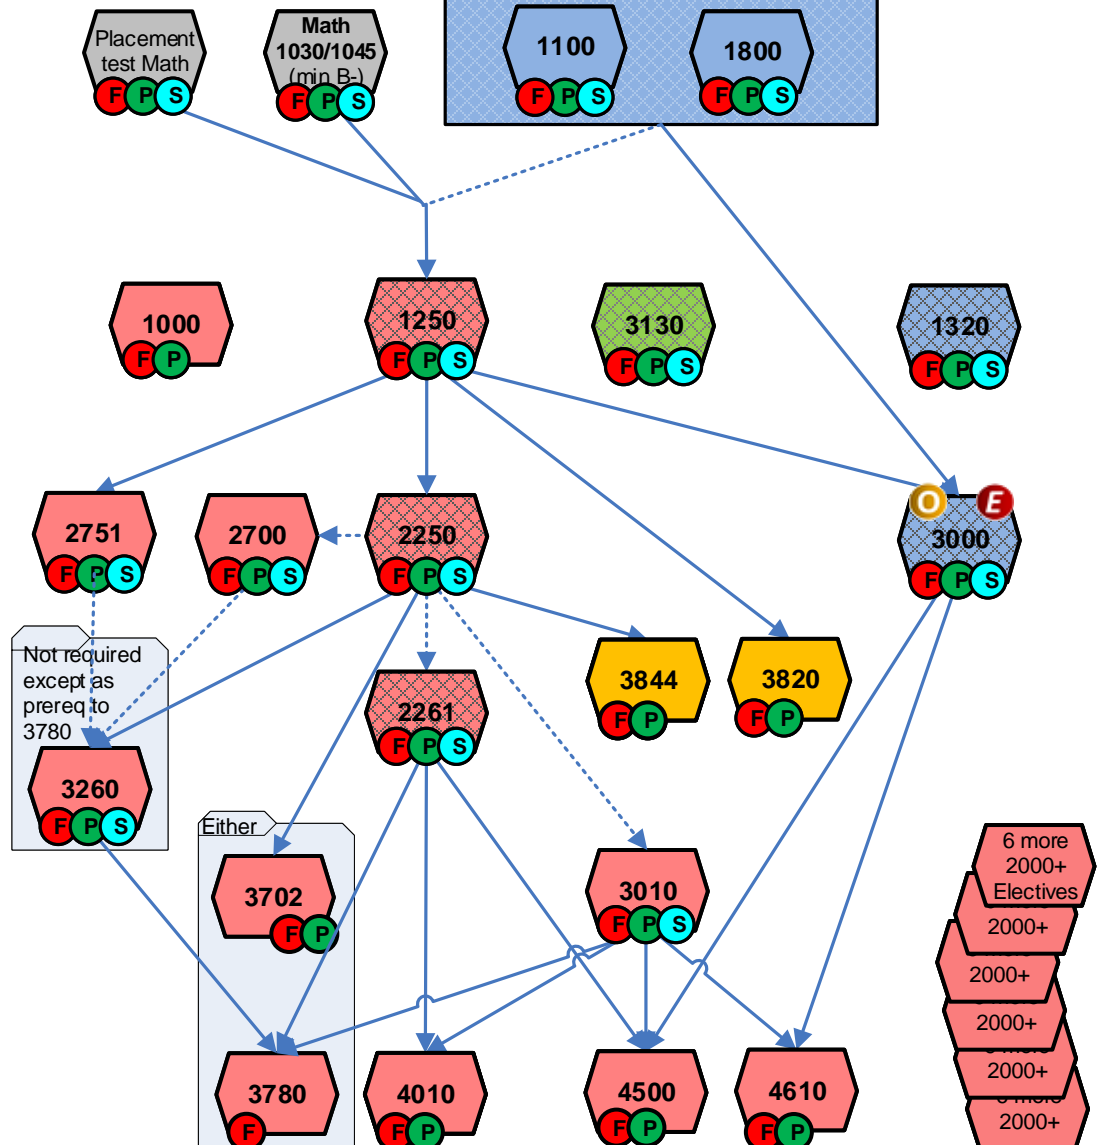 Placement
test Math
F P S
Math
1030/1045
(min B-)
F P S
1100
F P S
1800
F P S
1000
F P
1250
F P S
3130
F P S
1320
F P S
2751
F P S
2700
F P S
2250
F P S
O E
3000
F P S
Not required
except as
prereq to
3780
3260
F P S
2261
F P S
3844
F P
3820
F P
Either
3702
F P
3010
F P S
6 more
2000+
Electives
2000+
2000+
2000+
2000+
2000+
3780
F
4010
F P
4500
F P
4610
F P